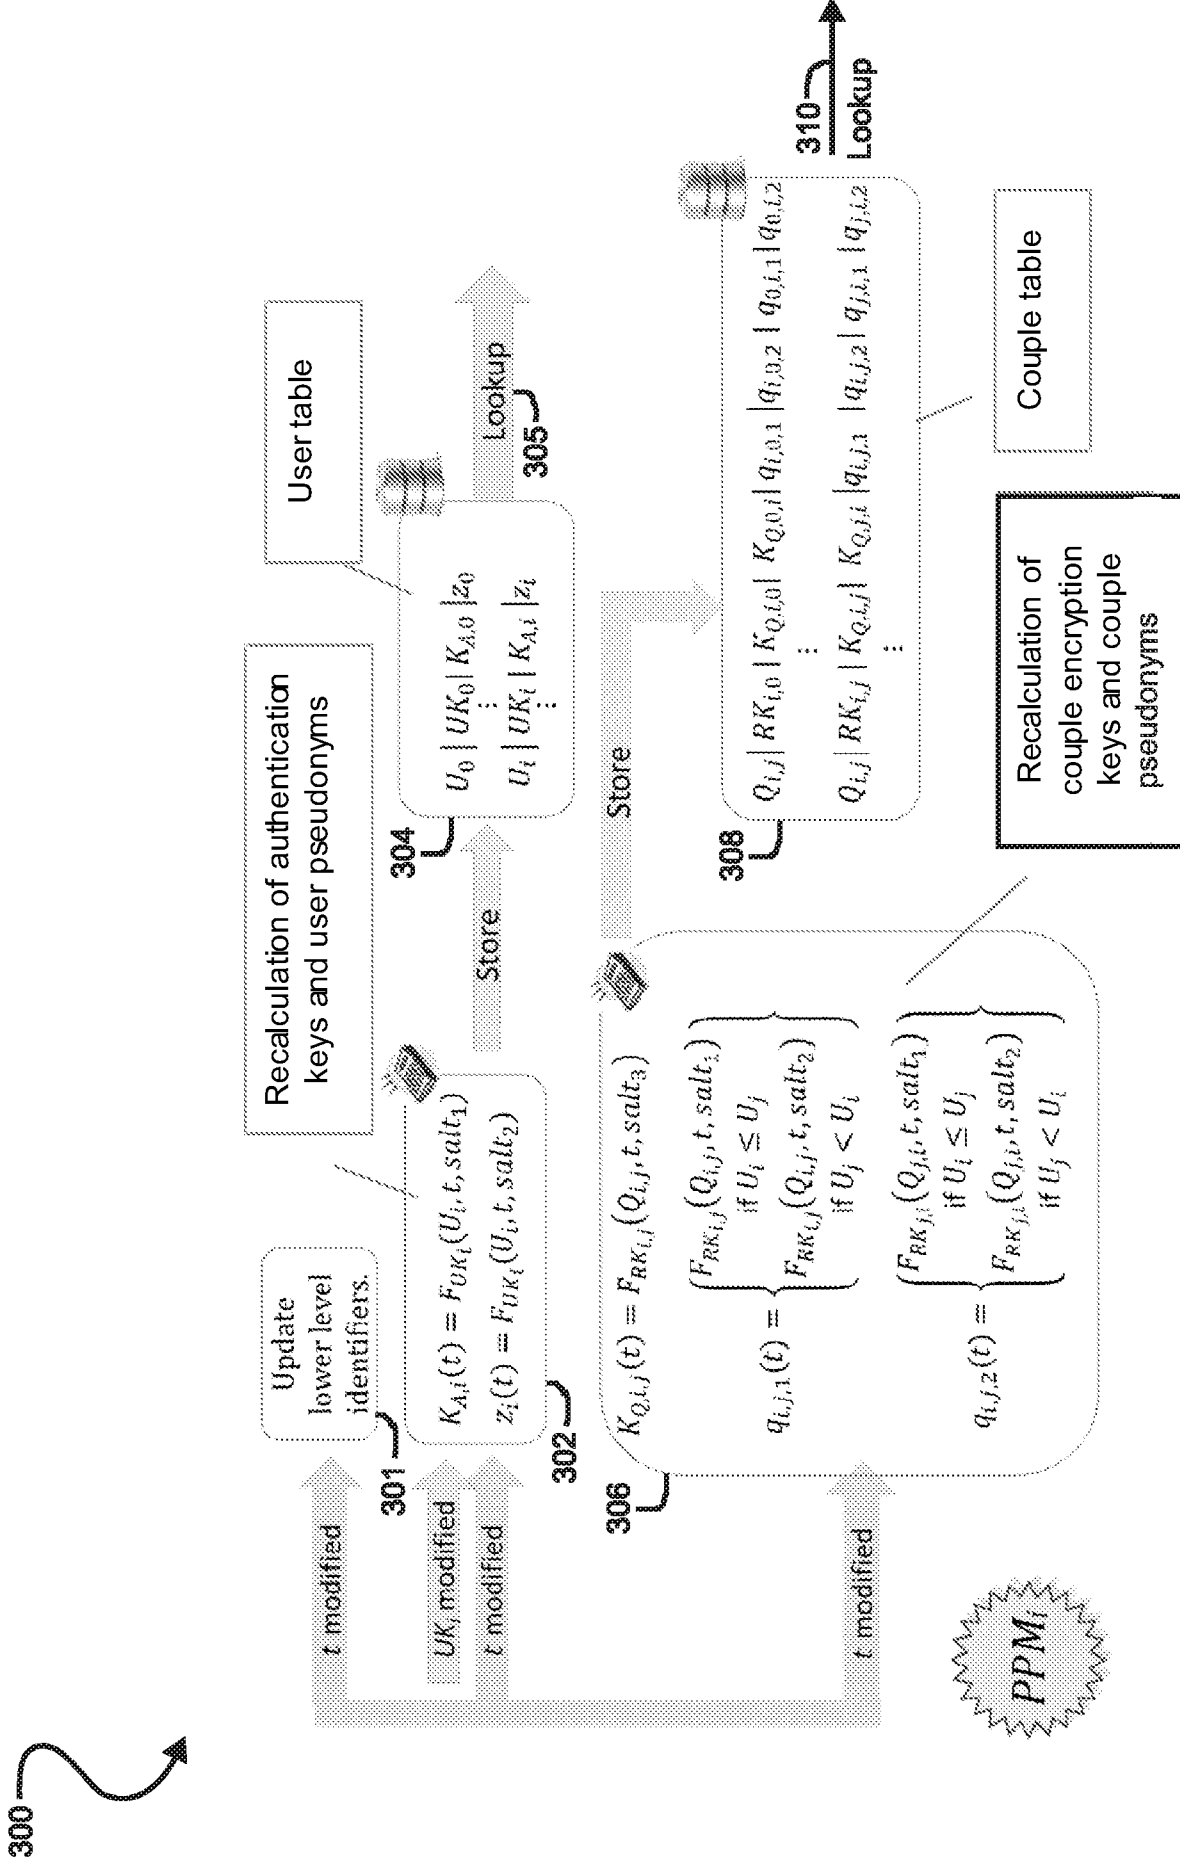 300
t modified
UK_i modified
t modified
t modified
PPM_i
Update
lower level
identifiers.
301
K_{A,i}(t) = F_{UK_i}(U_i, t, salt_1)
z_i(t) = F_{UK_i}(U_i, t, salt_2)
302
Recalculation of authentication
keys and user pseudonyms
Store
304
U_0 | UK_0 | K_{A,0} | z_0
⋮
U_i | UK_i | K_{A,i} | z_i
⋮
User table
Lookup
305
306
K_{Q,i,j}(t) = F_{RK_{i,j}}(Q_{i,j}, t, salt_3)
q_{i,j,1}(t) =
F_{RK_{i,j}}(Q_{i,j}, t, salt_1)
if U_i ≤ U_j
F_{RK_{i,j}}(Q_{i,j}, t, salt_2)
if U_j < U_i
q_{i,j,2}(t) =
F_{RK_{j,i}}(Q_{j,i}, t, salt_1)
if U_i ≤ U_j
F_{RK_{j,i}}(Q_{j,i}, t, salt_2)
if U_j < U_i
Store
Recalculation of
couple encryption
keys and couple
pseudonyms
308
Q_{i,j} | RK_{i,0} | K_{Q,i,0} | K_{Q,0,i} | q_{i,0,1} | q_{i,0,2} | q_{0,i,1} | q_{0,i,2}
⋮
Q_{i,j} | RK_{i,j} | K_{Q,i,j} | K_{Q,j,i} | q_{i,j,1} | q_{i,j,2} | q_{j,i,1} | q_{j,i,2}
⋮
Couple table
310
Lookup